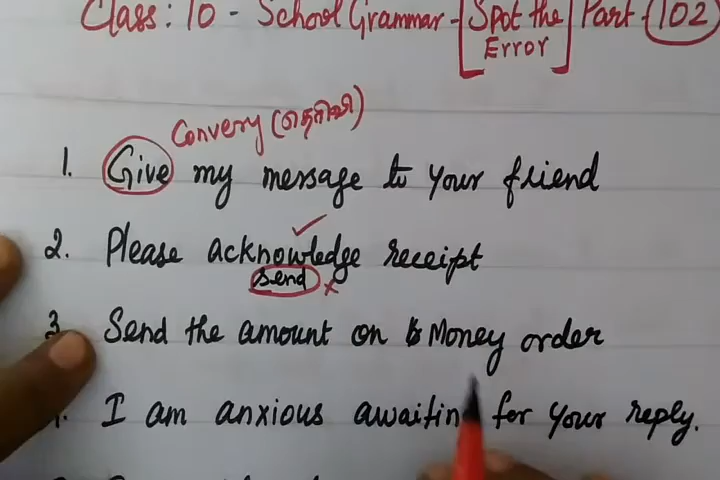 Class: 10 - School Grammar - [Spot the Error] Part - 102
Convery (தெரிவி)
1. Give my message to your friend
2. Please acknowledge receipt
send x
3. Send the amount on Money order
I am anxious awaiting for your reply.